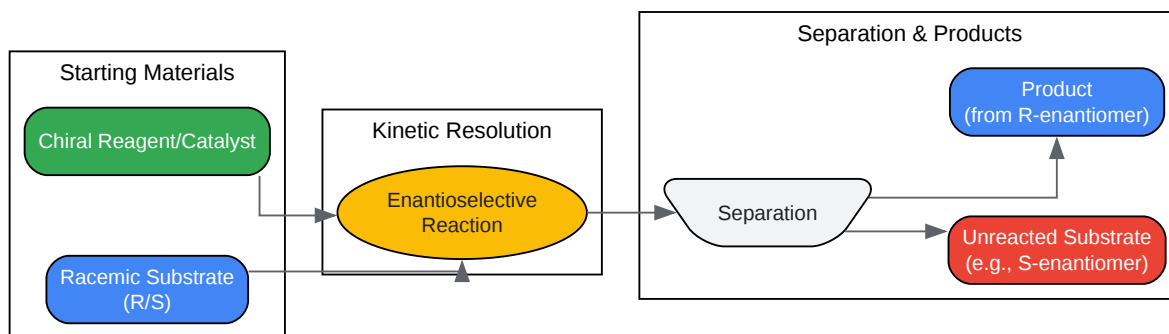 Starting Materials
Chiral Reagent/Catalyst
Racemic Substrate
(R/S)
Kinetic Resolution
Enantioselective
Reaction
Separation & Products
Separation
Product
(from R-enantiomer)
Unreacted Substrate
(e.g., S-enantiomer)